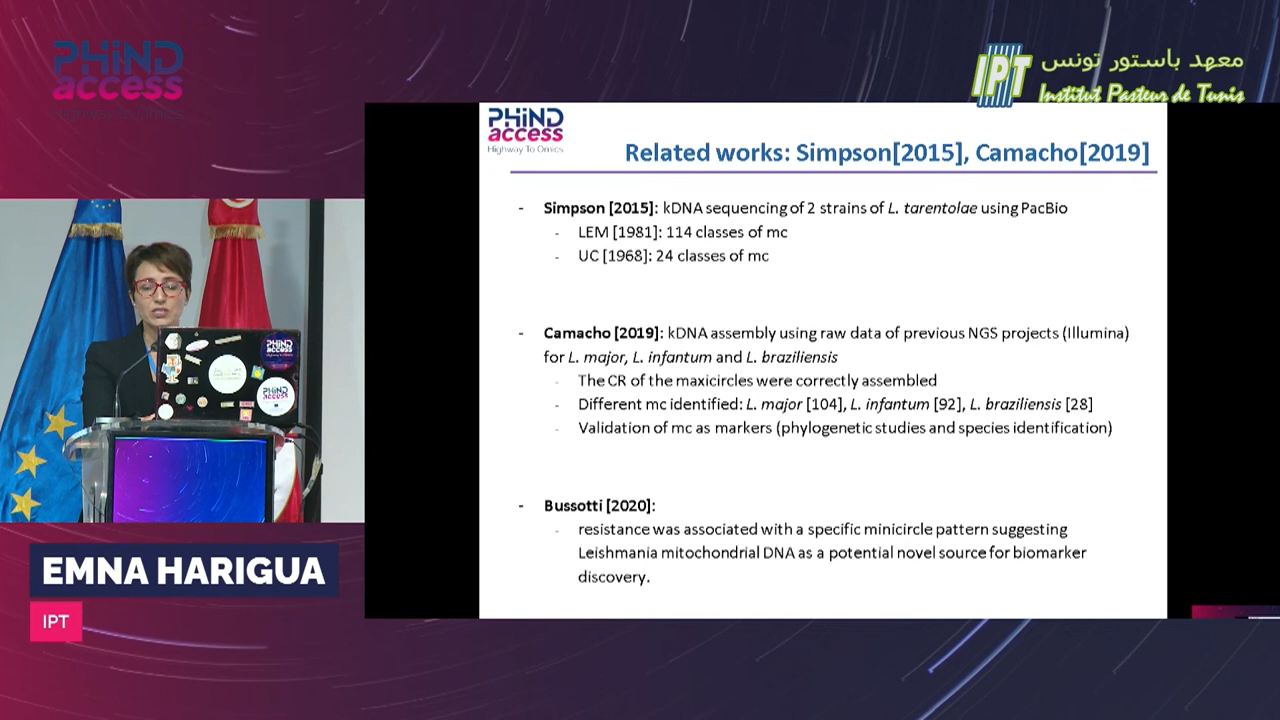 PHIND
access
Highway To Omics
معهد باستور تونس
IPT
Institut Pasteur de Tunis
PHIND
access
Highway To Omics
Related works: Simpson[2015], Camacho[2019]
- Simpson [2015]: kDNA sequencing of 2 strains of L. tarentolae using PacBio
- LEM [1981]: 114 classes of mc
- UC [1968]: 24 classes of mc
- Camacho [2019]: kDNA assembly using raw data of previous NGS projects (Illumina)
for L. major, L. infantum and L. braziliensis
- The CR of the maxicircles were correctly assembled
- Different mc identified: L. major [104], L. infantum [92], L. braziliensis [28]
- Validation of mc as markers (phylogenetic studies and species identification)
- Bussotti [2020]:
- resistance was associated with a specific minicircle pattern suggesting
Leishmania mitochondrial DNA as a potential novel source for biomarker
discovery.
PHIND
access
PHIND
access
EMNA HARIGUA
IPT